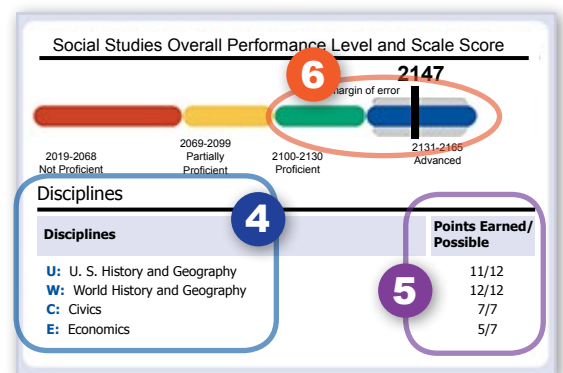 Social Studies Overall Performance Level and Scale Score
6
2147
margin of error
2019-2068
Not Proficient
2069-2099
Partially
Proficient
2100-2130
Proficient
2131-2165
Advanced
Disciplines
4
Disciplines
Points Earned/
Possible
U: U. S. History and Geography 11/12
W: World History and Geography 12/12
5
C: Civics 7/7
E: Economics 5/7